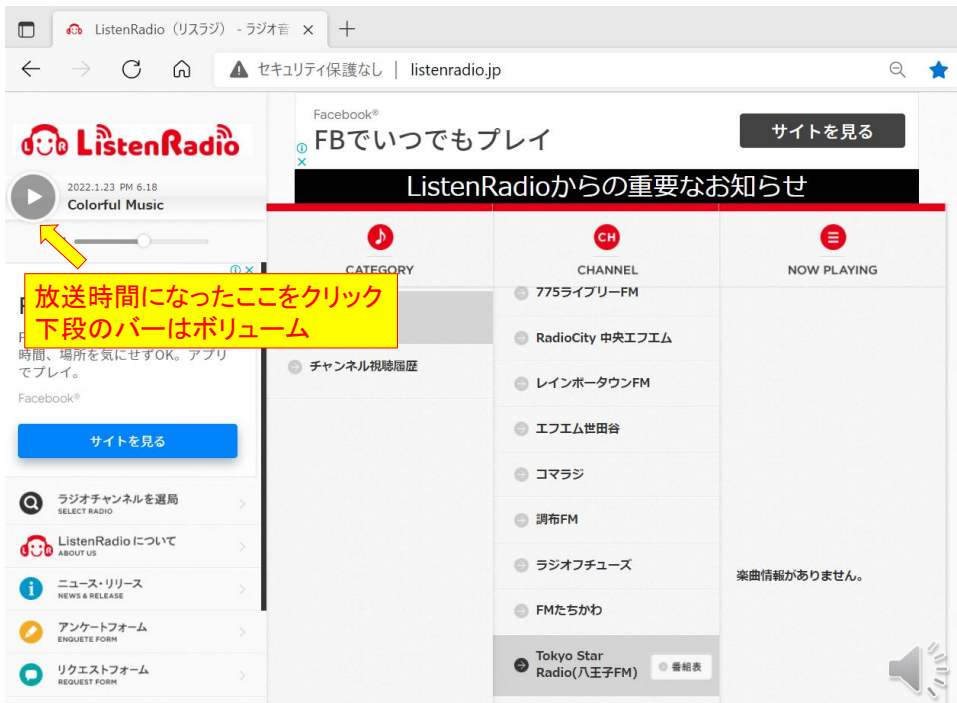 ListenRadio（リスラジ） - ラジオ音
セキュリティ保護なし | listenradio.jp
ListenRadio
2022.1.23 PM 6.18
Colorful Music
Facebook®
FBでいつでもプレイ
サイトを見る
ListenRadioからの重要なお知らせ
放送時間になったここをクリック
下段のバーはボリューム
時間、場所を気にせずOK。アプリ
でプレイ。
Facebook®
サイトを見る
ラジオチャンネルを選局
SELECT RADIO
ListenRadioについて
ABOUT US
ニュース・リリース
NEWS & RELEASE
アンケートフォーム
ENQUETE FORM
リクエストフォーム
REQUEST FORM
CATEGORY
チャンネル視聴履歴
CH
CHANNEL
775ライブリーFM
RadioCity 中央エフエム
レインボータウンFM
エフエム世田谷
コマラジ
調布FM
ラジオフチューズ
FMたちかわ
Tokyo Star
Radio(八王子FM)
番組表
NOW PLAYING
楽曲情報がありません。